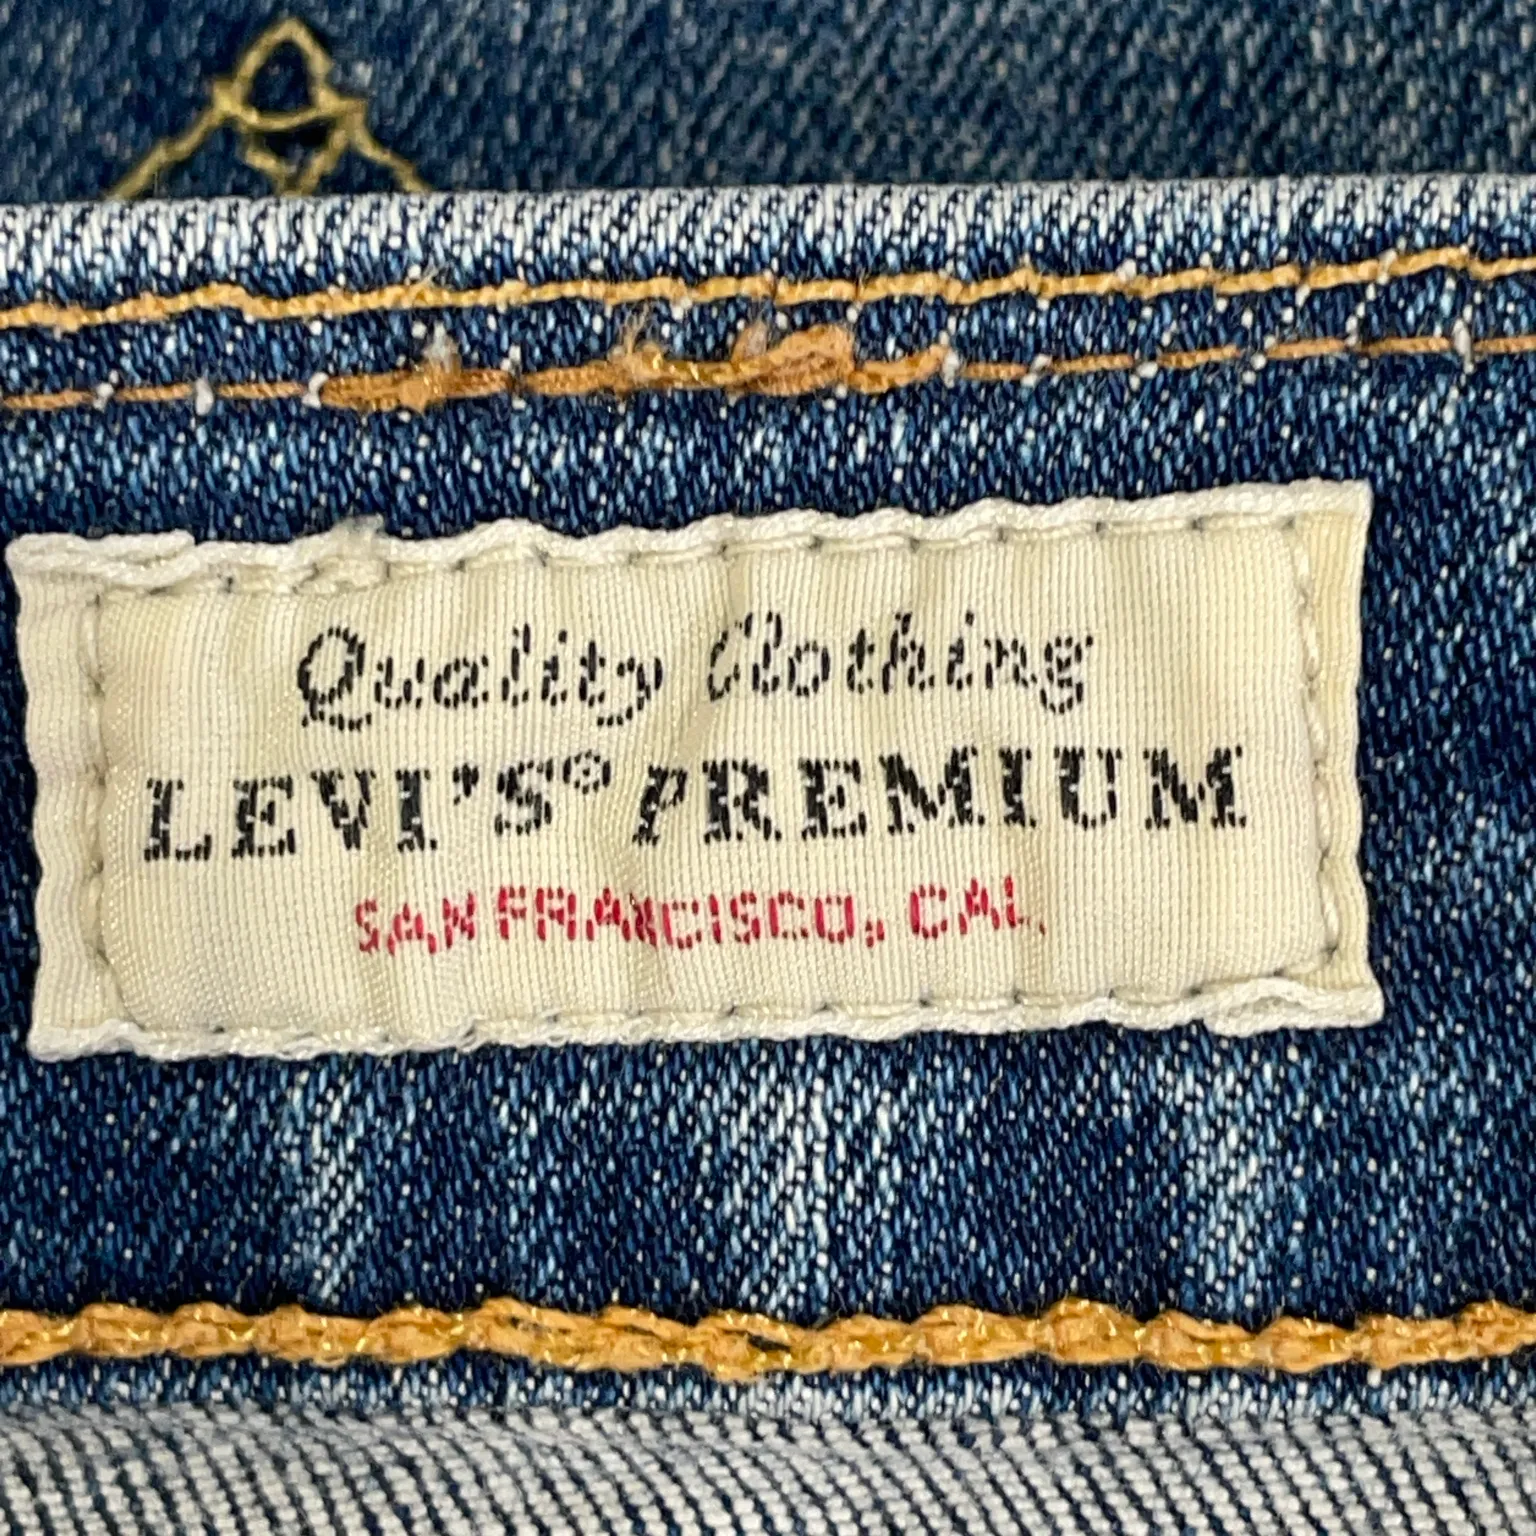 Quality Clothing
LEVI'S® PREMIUM
SAN FRANCISCO, CAL.